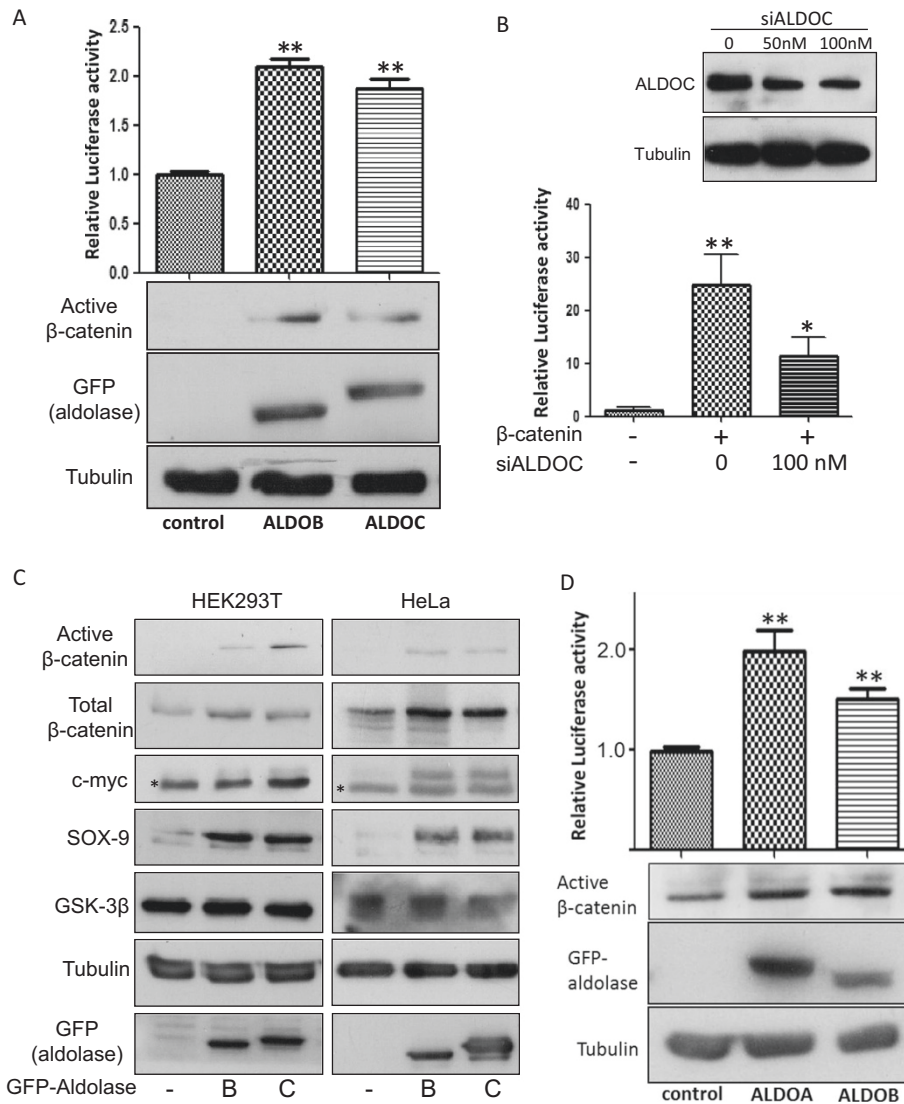 A
Relative Luciferase activity
2.5
2.0
1.5
1.0
0.5
0.0
**
**
Active
β-catenin
GFP
(aldolase)
Tubulin
control ALDOB ALDOC
B
siALDOC
0 50nM 100nM
ALDOC
Tubulin
Relative Luciferase activity
40
30
20
10
0
**
*
β-catenin - + +
siALDOC - 0 100 nM
C
HEK293T HeLa
Active
β-catenin
Total
β-catenin
c-myc * *
SOX-9
GSK-3β
Tubulin
GFP
(aldolase)
GFP-Aldolase - B C - B C
D
Relative Luciferase activity
2.0
1.0
**
**
Active
β-catenin
GFP-
aldolase
Tubulin
control ALDOA ALDOB